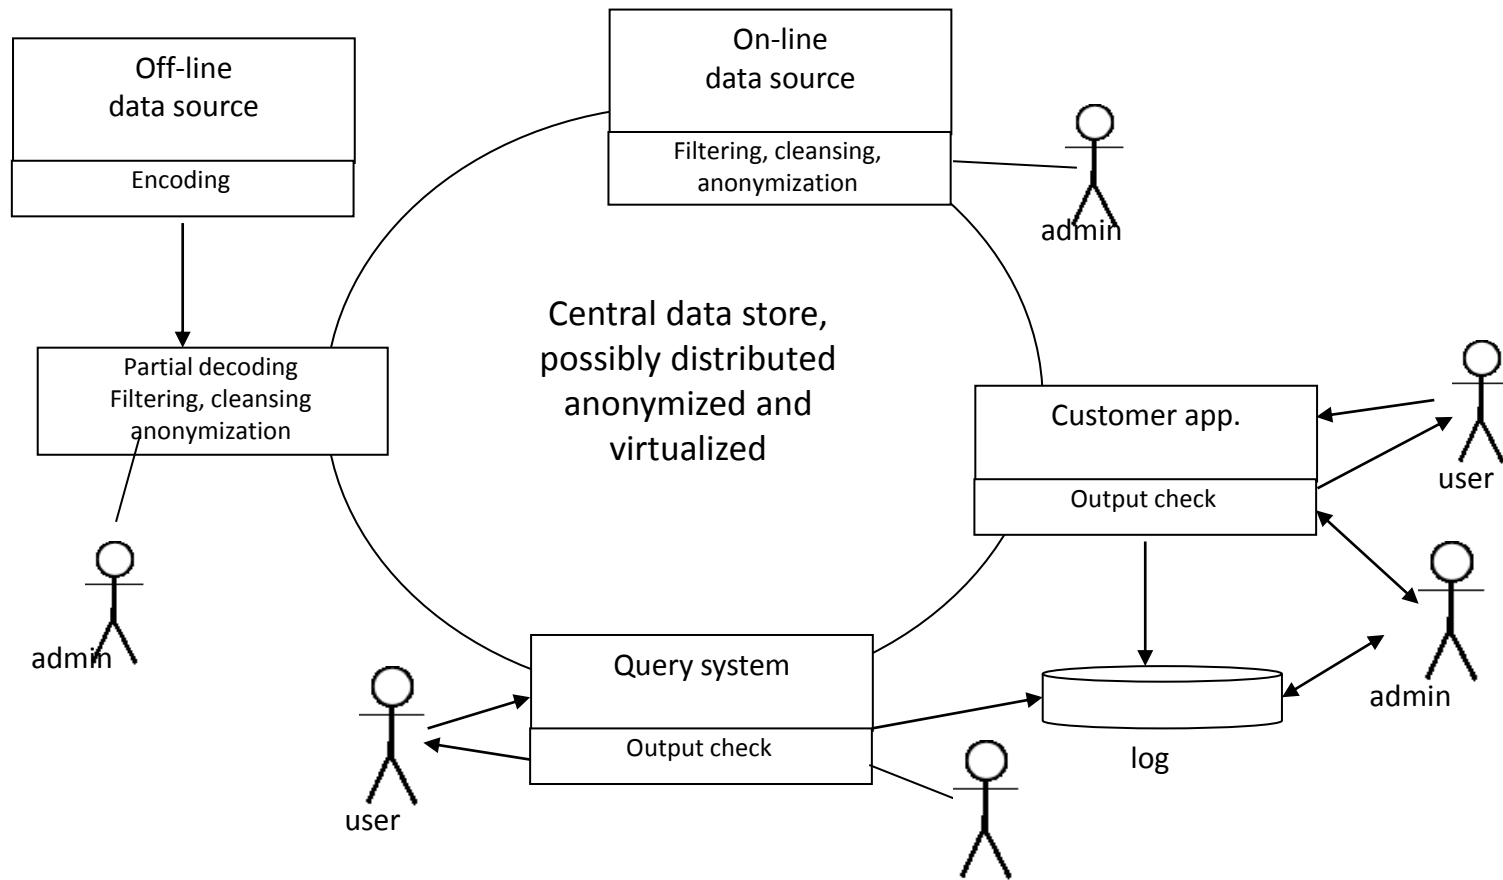 Off-line
data source
Encoding
On-line
data source
Filtering, cleansing,
anonymization
admin
Central data store,
possibly distributed
anonymized and
virtualized
Partial decoding
Filtering, cleansing
anonymization
admin
Customer app.
Output check
user
admin
Query system
Output check
user
log